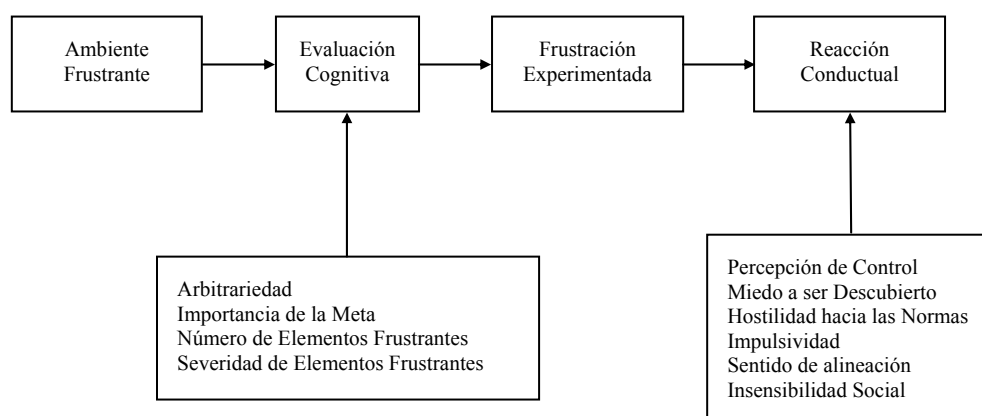 Ambiente
Frustrante
Evaluación
Cognitiva
Frustración
Experimentada
Reacción
Conductual
Arbitrariedad
Importancia de la Meta
Número de Elementos Frustrantes
Severidad de Elementos Frustrantes
Percepción de Control
Miedo a ser Descubierto
Hostilidad hacia las Normas
Impulsividad
Sentido de alineación
Insensibilidad Social